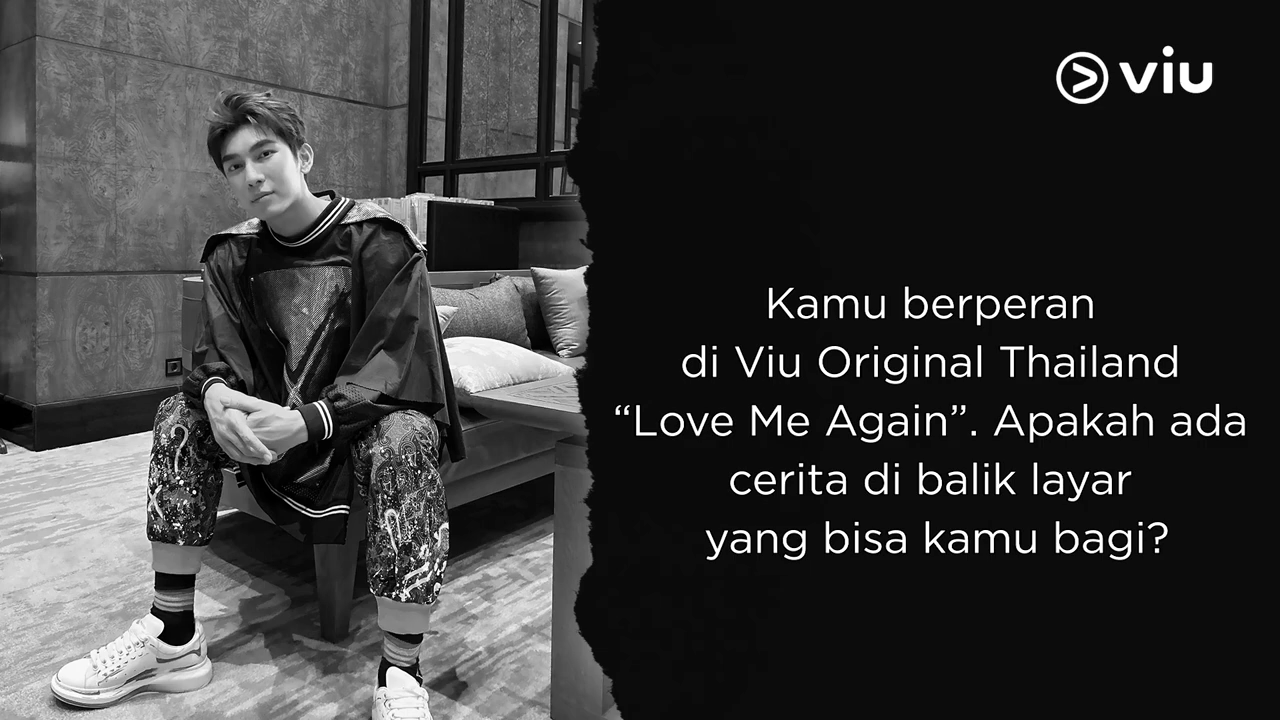 viu
Kamu berperan
di Viu Original Thailand
“Love Me Again”. Apakah ada
cerita di balik layar
yang bisa kamu bagi?